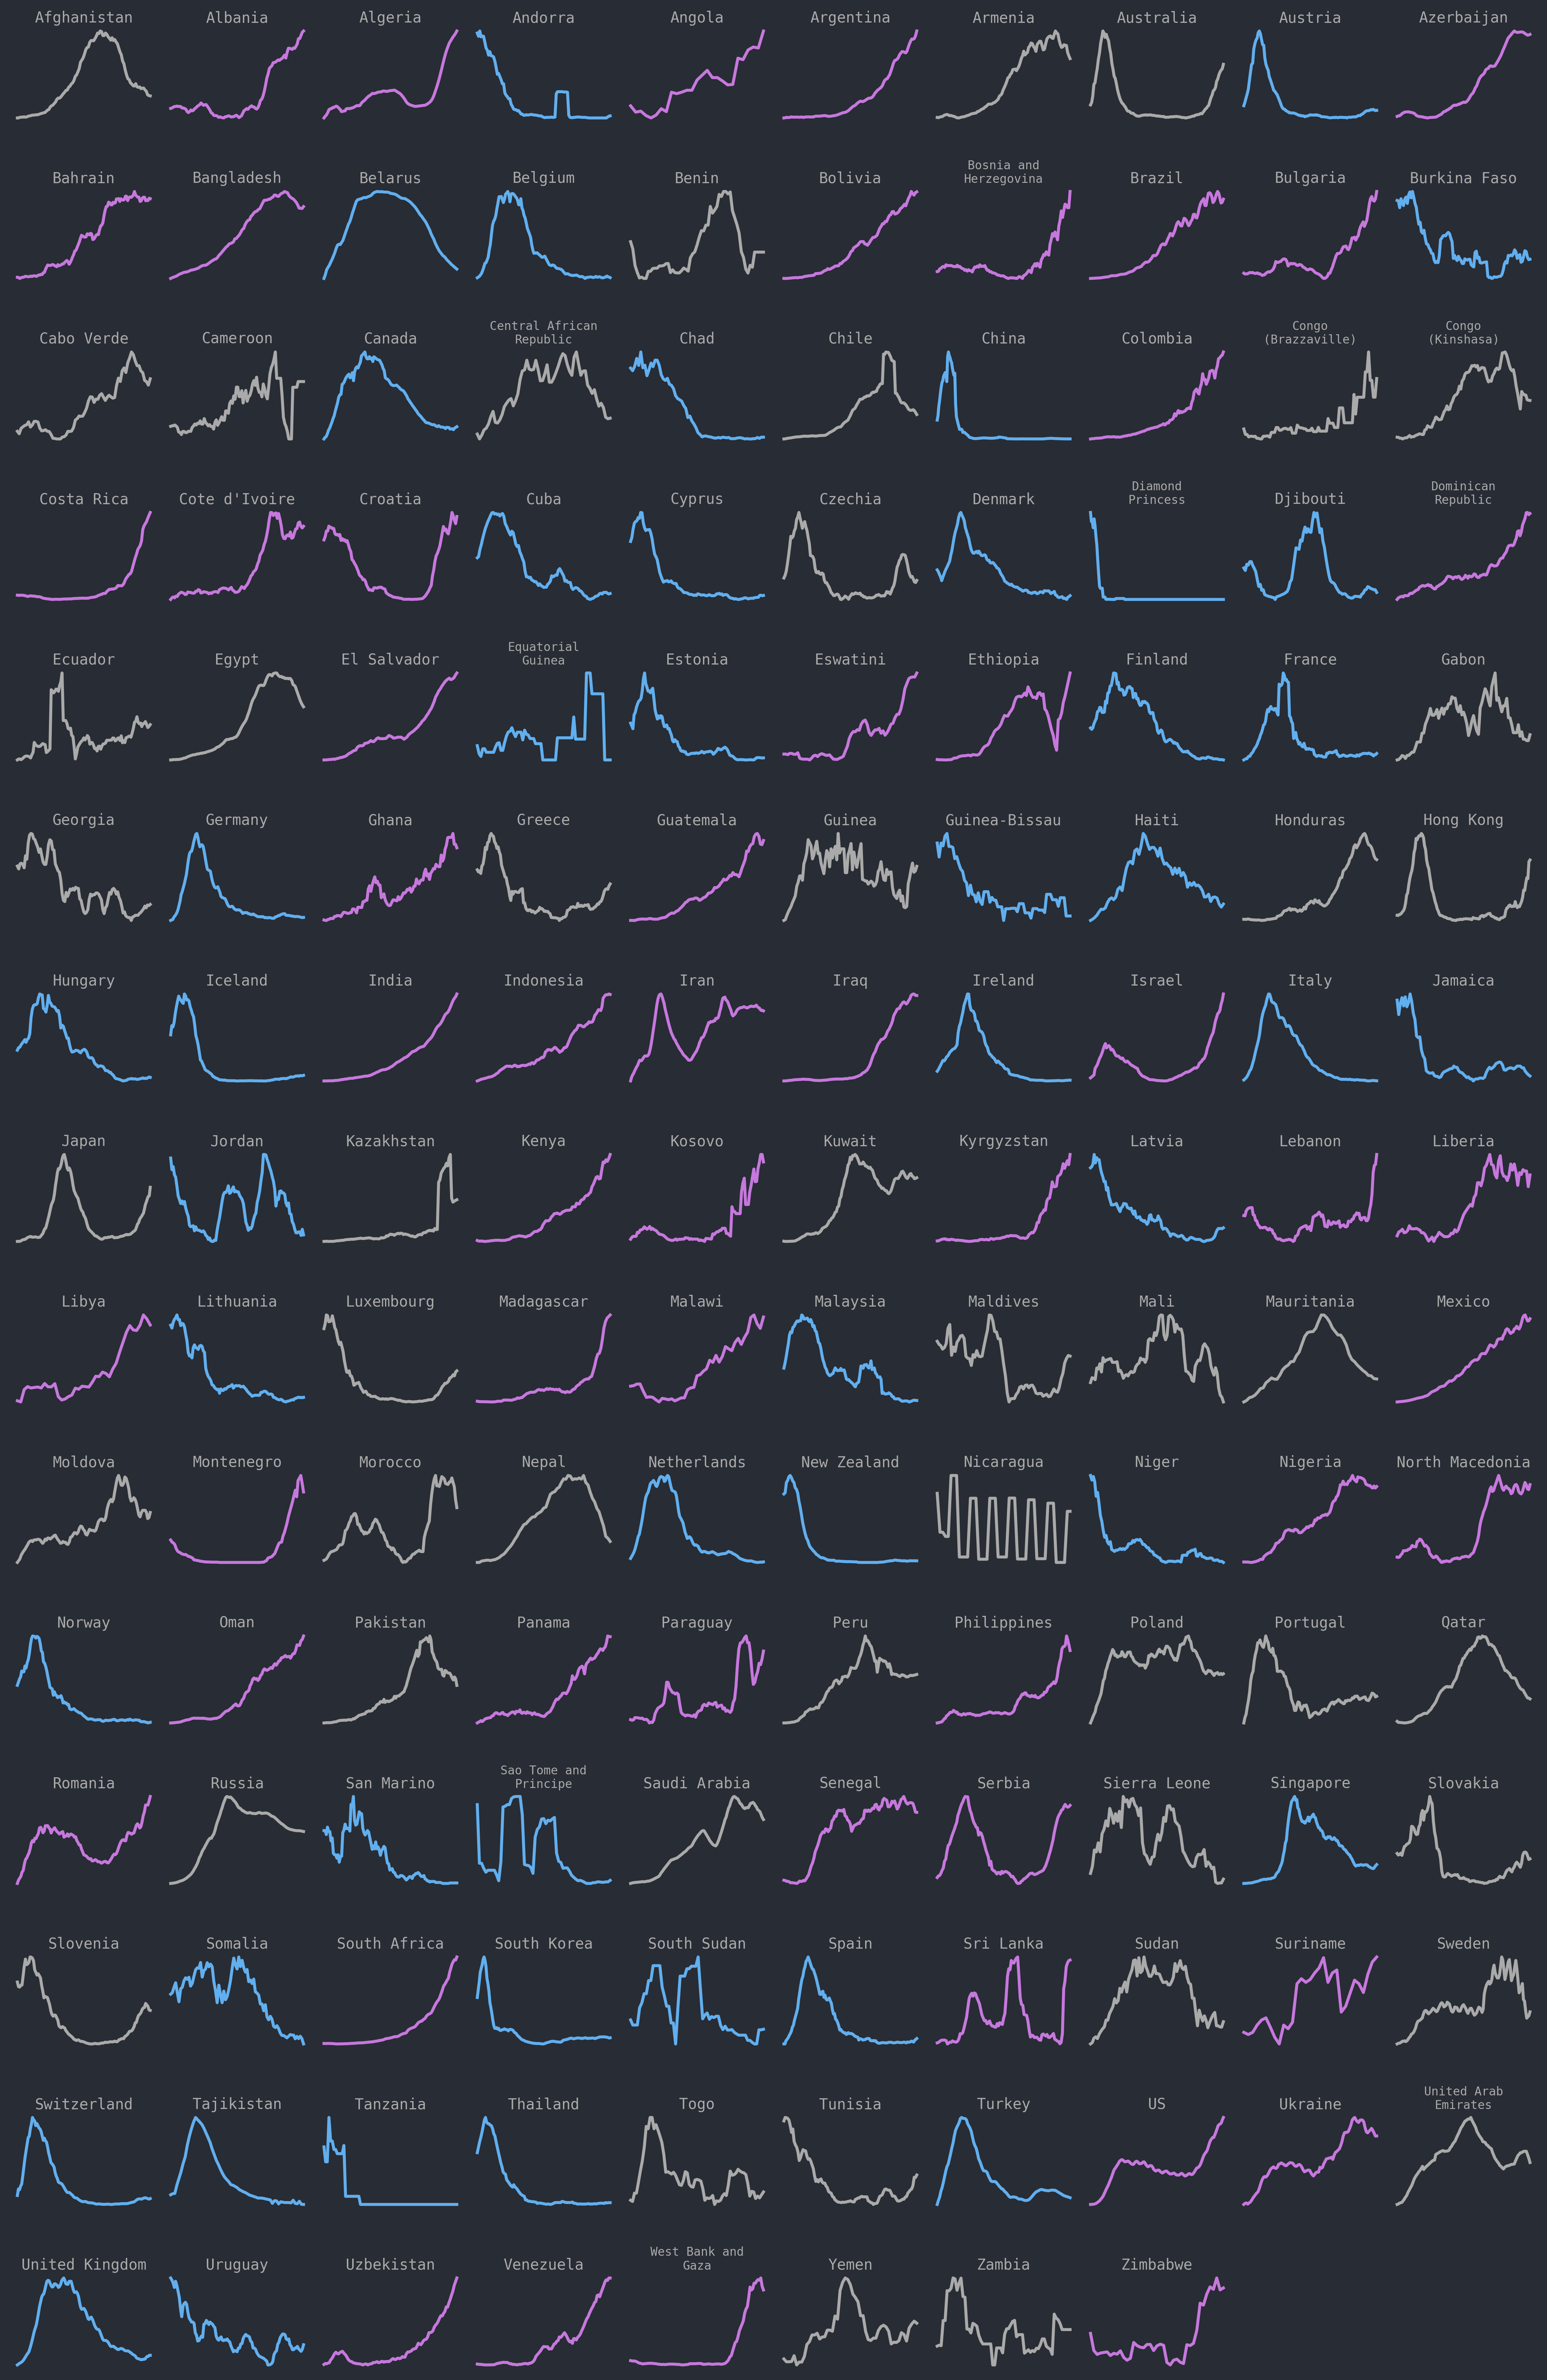 Afghanistan
Albania
Algeria
Andorra
Angola
Argentina
Armenia
Australia
Austria
Azerbaijan
Bahrain
Bangladesh
Belarus
Belgium
Benin
Bolivia
Bosnia and
Herzegovina
Brazil
Bulgaria
Burkina Faso
Cabo Verde
Cameroon
Canada
Central African
Republic
Chad
Chile
China
Colombia
Congo
(Brazzaville)
Congo
(Kinshasa)
Costa Rica
Cote d'Ivoire
Croatia
Cuba
Cyprus
Czechia
Denmark
Diamond
Princess
Djibouti
Dominican
Republic
Ecuador
Egypt
El Salvador
Equatorial
Guinea
Estonia
Eswatini
Ethiopia
Finland
France
Gabon
Georgia
Germany
Ghana
Greece
Guatemala
Guinea
Guinea-Bissau
Haiti
Honduras
Hong Kong
Hungary
Iceland
India
Indonesia
Iran
Iraq
Ireland
Israel
Italy
Jamaica
Japan
Jordan
Kazakhstan
Kenya
Kosovo
Kuwait
Kyrgyzstan
Latvia
Lebanon
Liberia
Libya
Lithuania
Luxembourg
Madagascar
Malawi
Malaysia
Maldives
Mali
Mauritania
Mexico
Moldova
Montenegro
Morocco
Nepal
Netherlands
New Zealand
Nicaragua
Niger
Nigeria
North Macedonia
Norway
Oman
Pakistan
Panama
Paraguay
Peru
Philippines
Poland
Portugal
Qatar
Romania
Russia
San Marino
Sao Tome and
Principe
Saudi Arabia
Senegal
Serbia
Sierra Leone
Singapore
Slovakia
Slovenia
Somalia
South Africa
South Korea
South Sudan
Spain
Sri Lanka
Sudan
Suriname
Sweden
Switzerland
Tajikistan
Tanzania
Thailand
Togo
Tunisia
Turkey
US
Ukraine
United Arab
Emirates
United Kingdom
Uruguay
Uzbekistan
Venezuela
West Bank and
Gaza
Yemen
Zambia
Zimbabwe